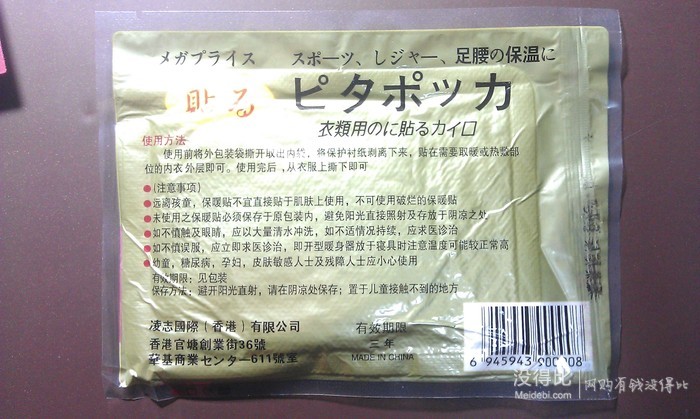 メガプライス スポーツ、レジャー、足腰の保温に
貼る ピタポッカ
衣類用のに貼るカイロ
使用方法
使用前将外包装袋撕开取出内袋，将保护衬纸剥离下来，贴在需要取暖或热敷部
位的内衣外层即可。使用完后，从衣服上撕下即可
●(注意事项)
●远离孩童，保暖贴不宜直接贴于肌肤上使用，不可使用破烂的保暖贴
●未使用之保暖贴必须保存于原包装内，避免阳光直接照射及存放于阴凉之处
●如不慎触及眼睛，应以大量清水冲洗，如不适情况持续，应求医诊治
●如不慎误服，应立即求医诊治，即开型暖身器放于寝具时注意温度可能较正常高
●幼童，糖尿病，孕妇，皮肤敏感人士及残障人士应小心使用
有效期限：见包装
保存方法：避开阳光直射，请在阴凉处保存；置于儿童接触不到的地方
凌志國際(香港)有限公司
香港官塘創業街36號
華基商業センター611號室
有效期限
三年
MADE IN CHINA
6 945943 900008
没得比 网购有钱没得比
Meidebi.com